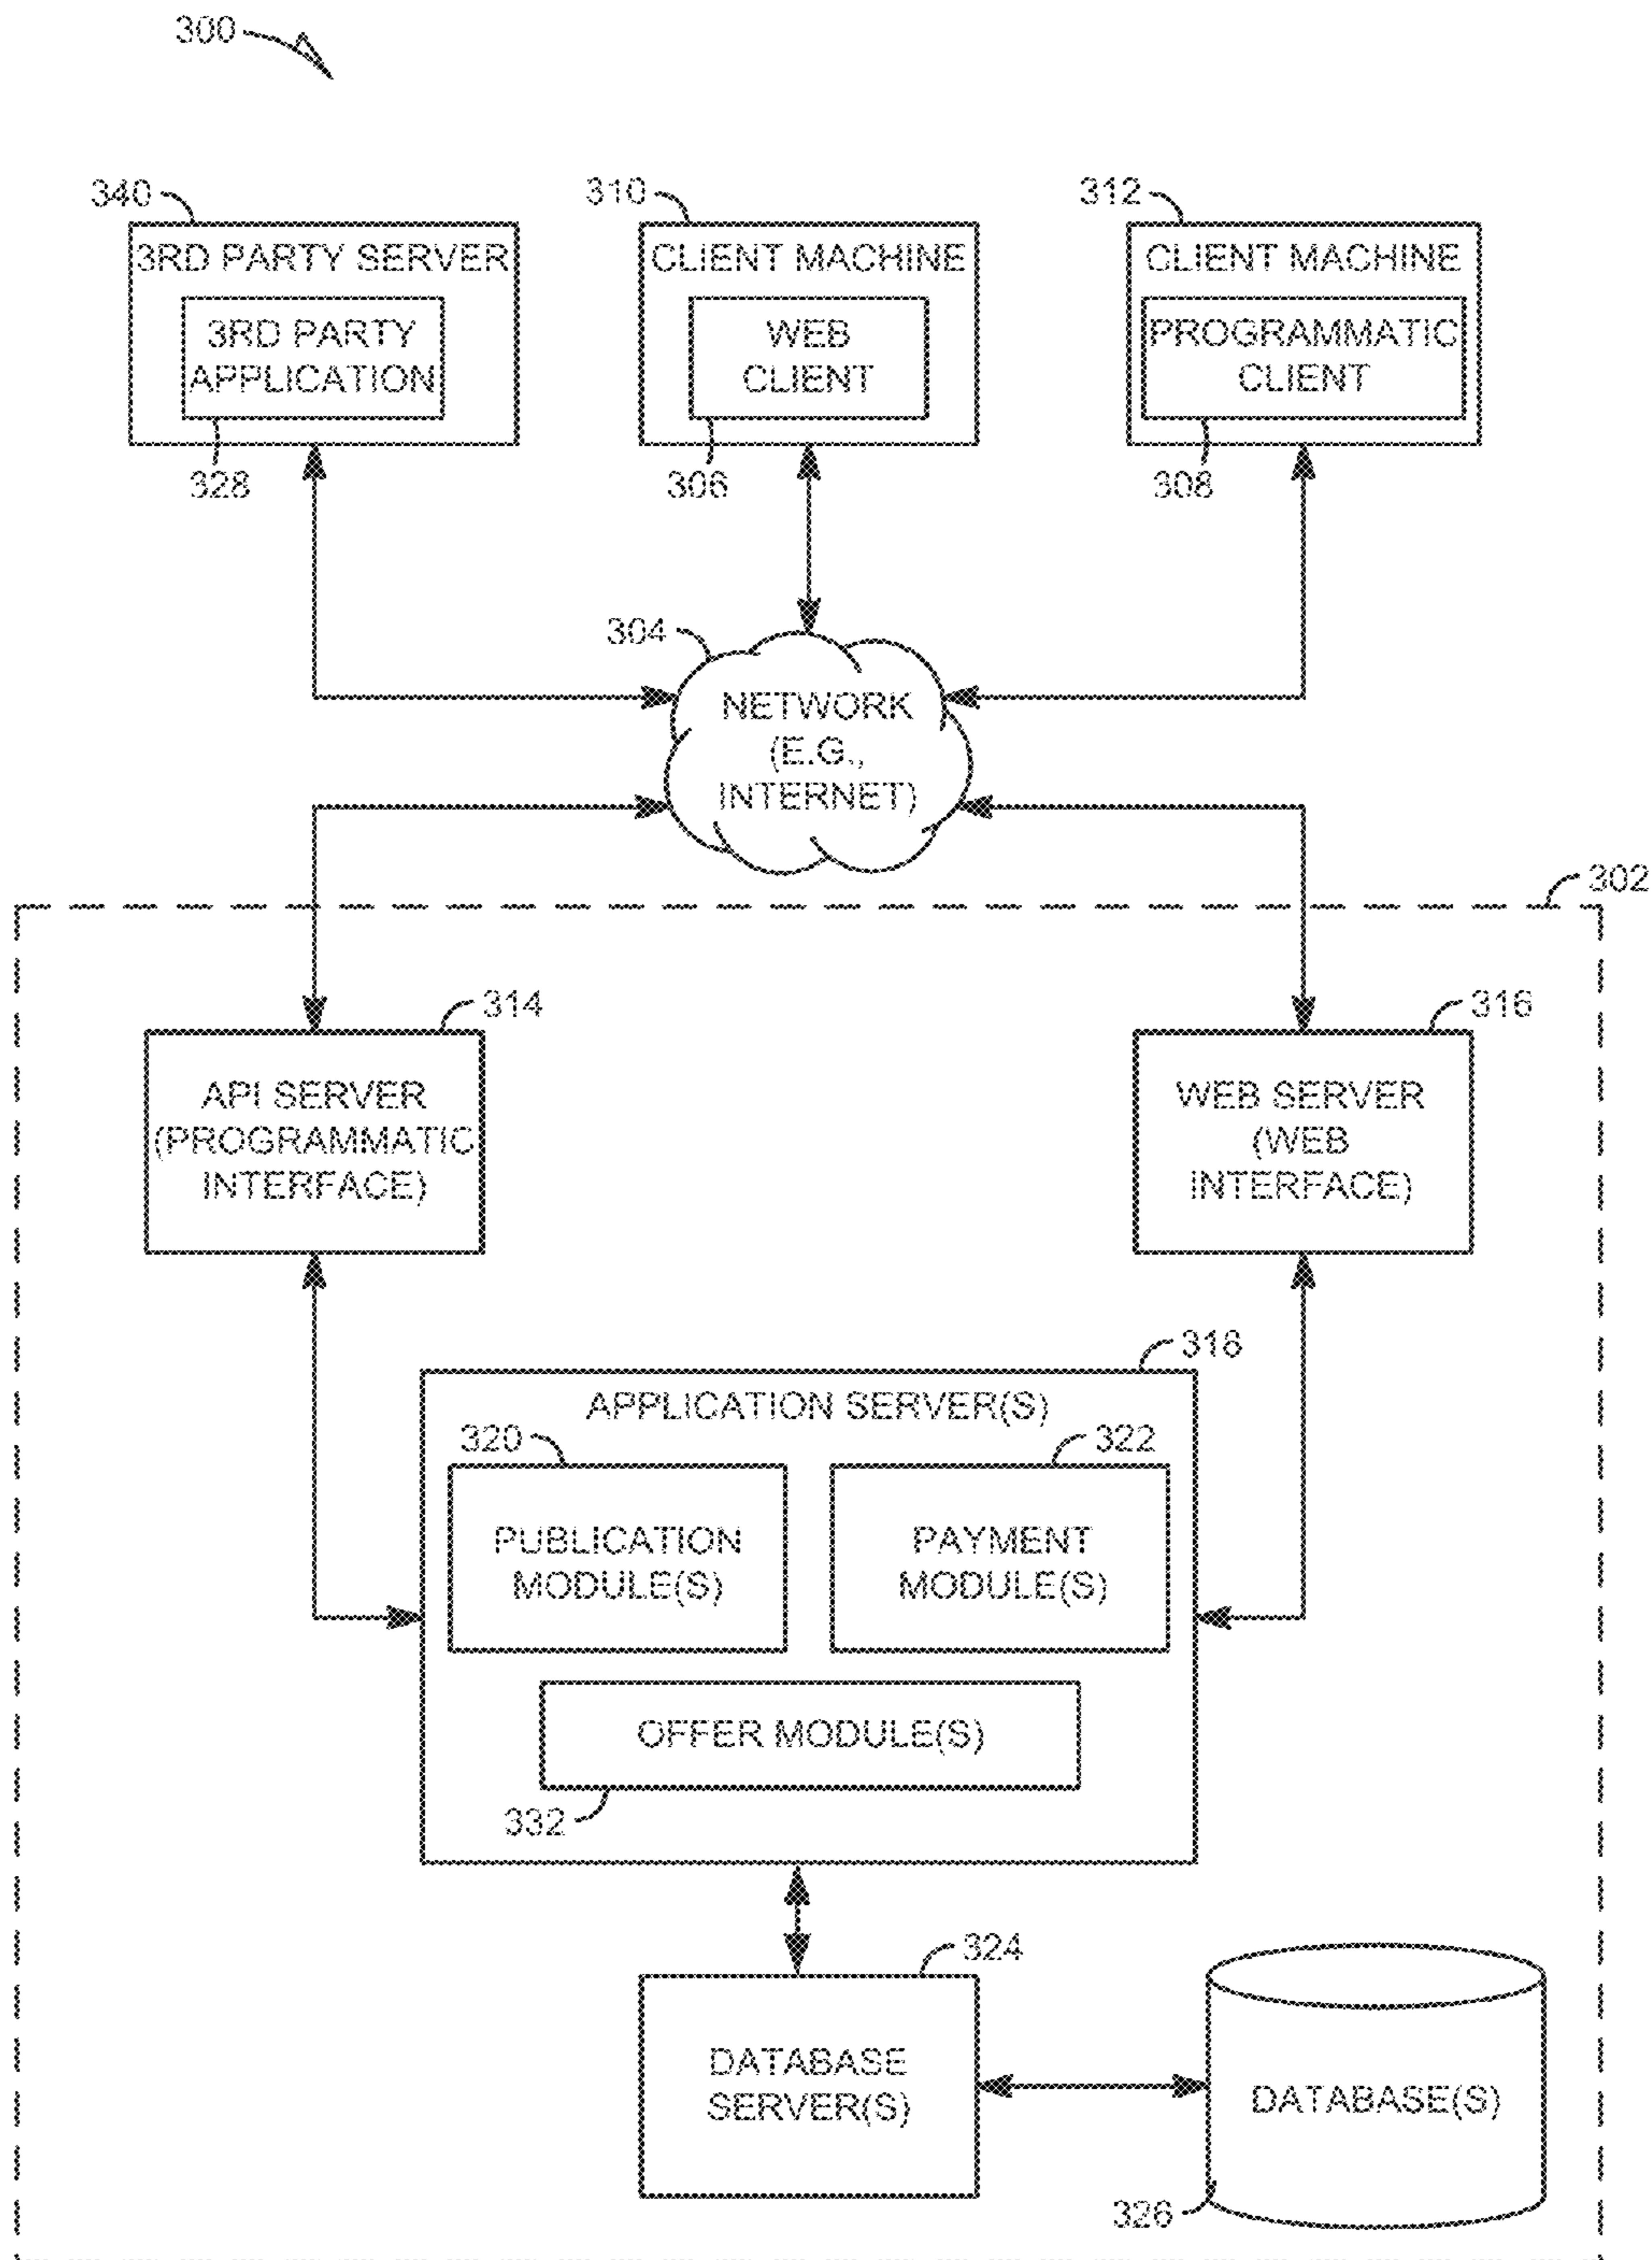 300
340
310
312
3RD PARTY SERVER
CLIENT MACHINE
CLIENT MACHINE
3RD PARTY
APPLICATION
WEB
CLIENT
PROGRAMMATIC
CLIENT
328
306
308
304
NETWORK
(E.G.,
INTERNET)
302
314
316
API SERVER
(PROGRAMMATIC
INTERFACE)
WEB SERVER
(WEB
INTERFACE)
318
APPLICATION SERVER(S)
320
322
PUBLICATION
MODULE(S)
PAYMENT
MODULE(S)
OFFER MODULE(S)
332
324
DATABASE
SERVER(S)
DATABASE(S)
326